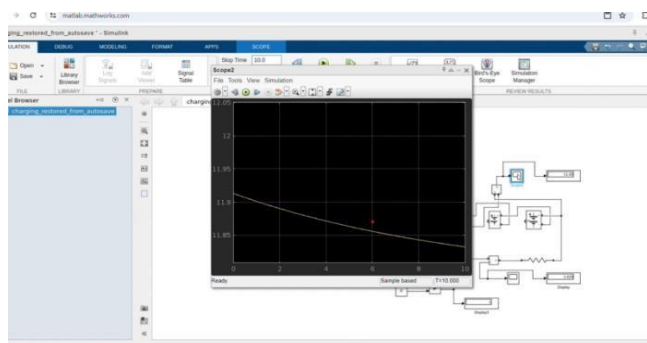 matlab.mathworks.com
ging_restored_from_autosave * - Simulink
ULATION DEBUG MODELING FORMAT APPS SCOPE
Open
Save
Library
Browser
Log
Signals
Add
Viewer
Signal
Table
Stop Time 10.0
Bird's-Eye
Scope
Simulation
Manager
FILE LIBRARY PREPARE REVIEW RESULTS
el Browser
charging_restored_from_autosave
charging
Scope2
File Tools View Simulation
12.05
12
11.95
11.9
11.85
0 2 4 6 8 10
Ready Sample based T=10.000
Display
Display3